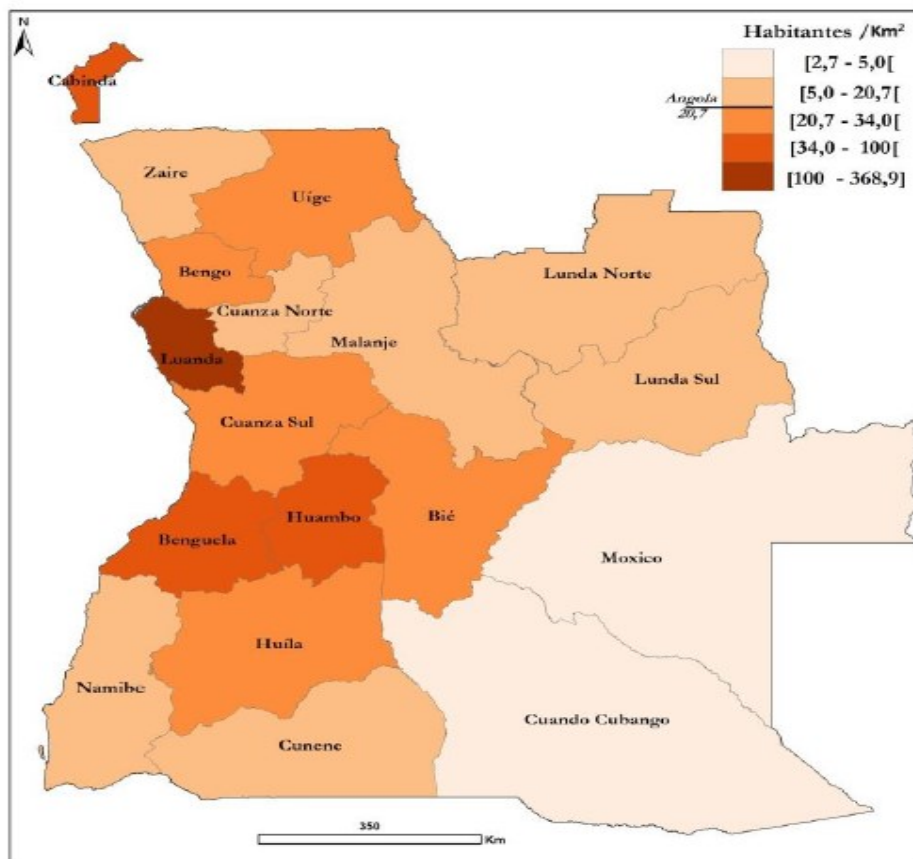 N
Habitantes /Km²
[2,7 - 5,0[
[5,0 - 20,7[
Angola
20,7
[20,7 - 34,0[
[34,0 - 100[
[100 - 368,9]
Cabinda
Zaire
Uíge
Bengo
Lunda Norte
Cuanza Norte
Malanje
Luanda
Lunda Sul
Cuanza Sul
Huambo
Bié
Benguela
Moxico
Huíla
Namibe
Cuando Cubango
Cunene
350
Km